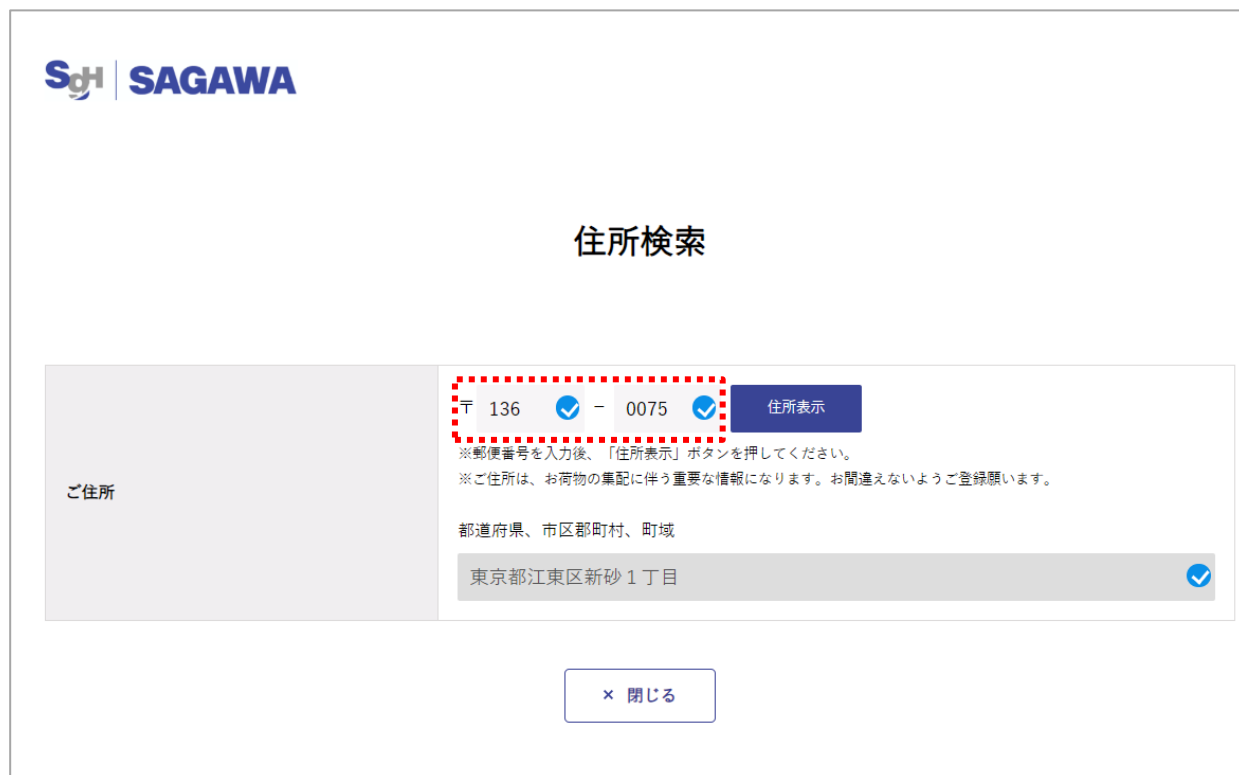 SgH SAGAWA
住所検索
ご住所
〒 136 - 0075 住所表示
※郵便番号を入力後、「住所表示」ボタンを押してください。
※ご住所は、お荷物の集配に伴う重要な情報になります。お間違えないようご登録願います。
都道府県、市区郡町村、町域
東京都江東区新砂１丁目
× 閉じる